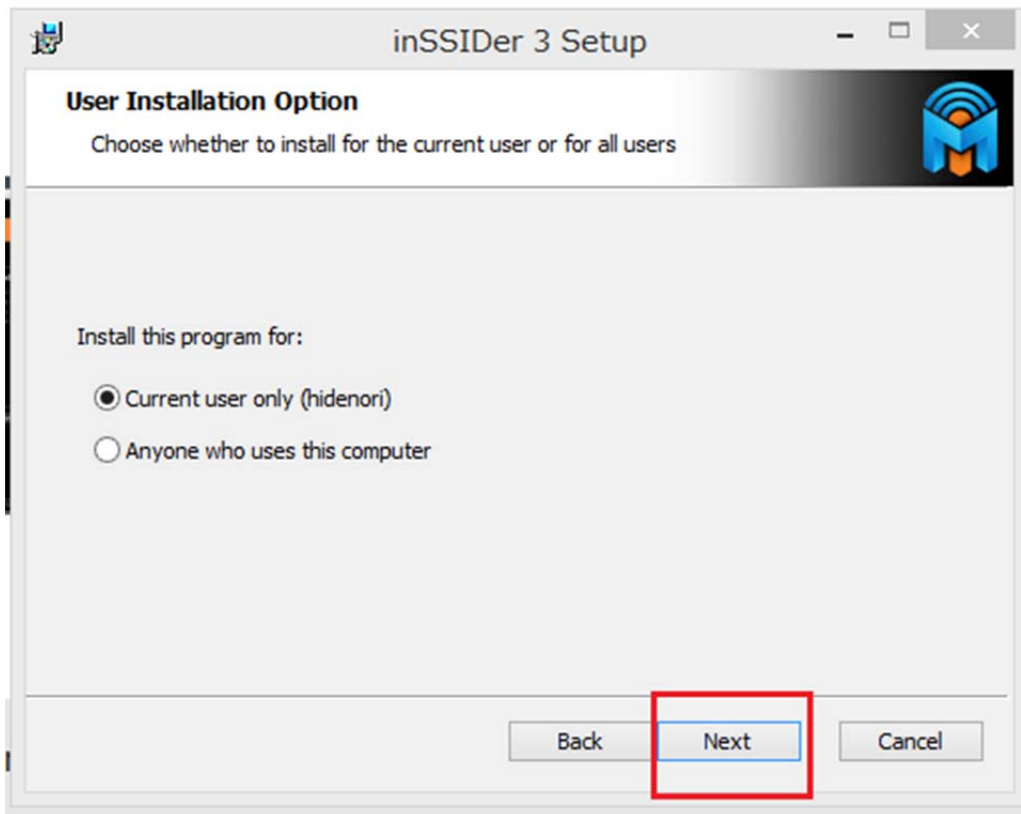 inSSIDer 3 Setup
User Installation Option
Choose whether to install for the current user or for all users
Install this program for:
Current user only (hidenori)
Anyone who uses this computer
Back Next Cancel